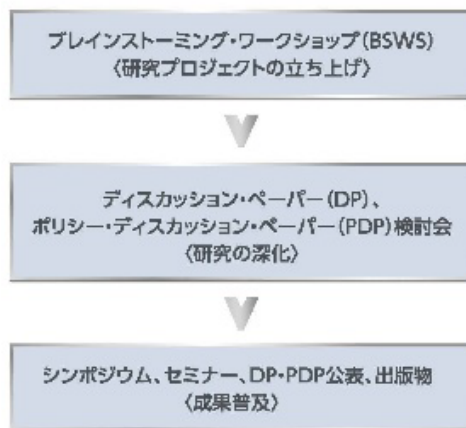 ブレインストーミング・ワークショップ（BSWS）
〈研究プロジェクトの立ち上げ〉
ディスカッション・ペーパー（DP）、
ポリシー・ディスカッション・ペーパー（PDP）検討会
〈研究の深化〉
シンポジウム、セミナー、DP・PDP公表、出版物
〈成果普及〉